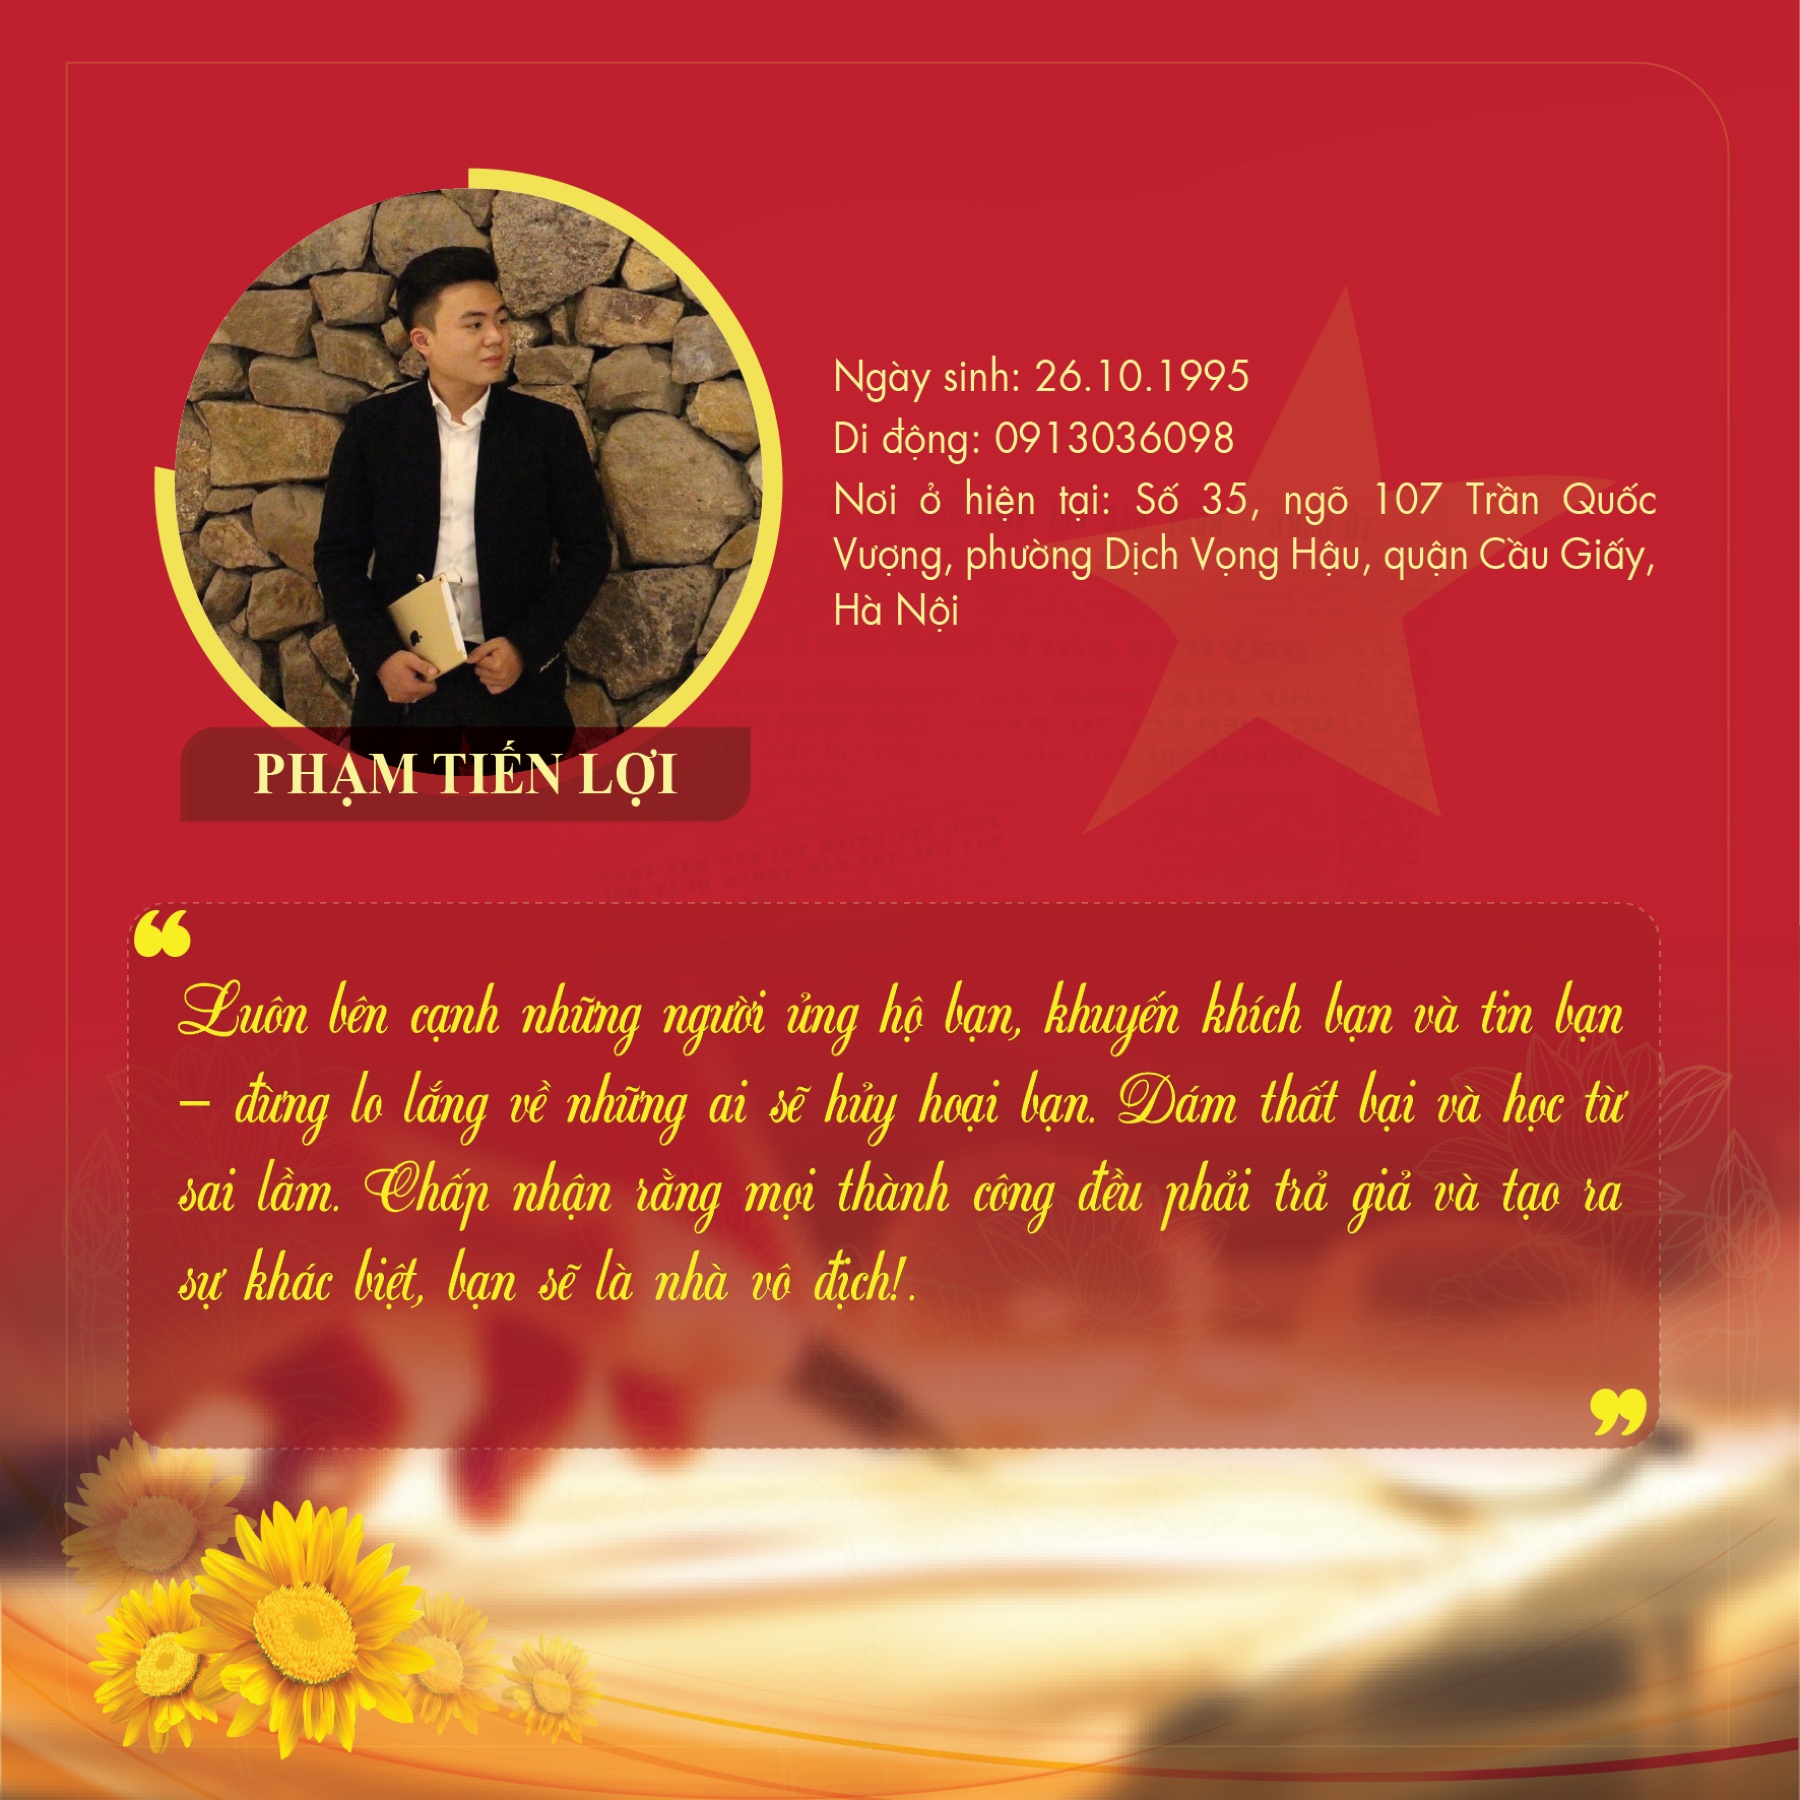 Ngày sinh: 26.10.1995
Di động: 0913036098
Nơi ở hiện tại: Số 35, ngõ 107 Trần Quốc
Vượng, phường Dịch Vọng Hậu, quận Cầu Giấy,
Hà Nội
PHẠM TIẾN LỢI
“
Luôn bên cạnh những người ủng hộ bạn, khuyến khích bạn và tin bạn
– đừng lo lắng về những ai sẽ hủy hoại bạn. Dám thất bại và học từ
sai lầm. Chấp nhận rằng mọi thành công đều phải trả giả và tạo ra
sự khác biệt, bạn sẽ là nhà vô địch!.
”